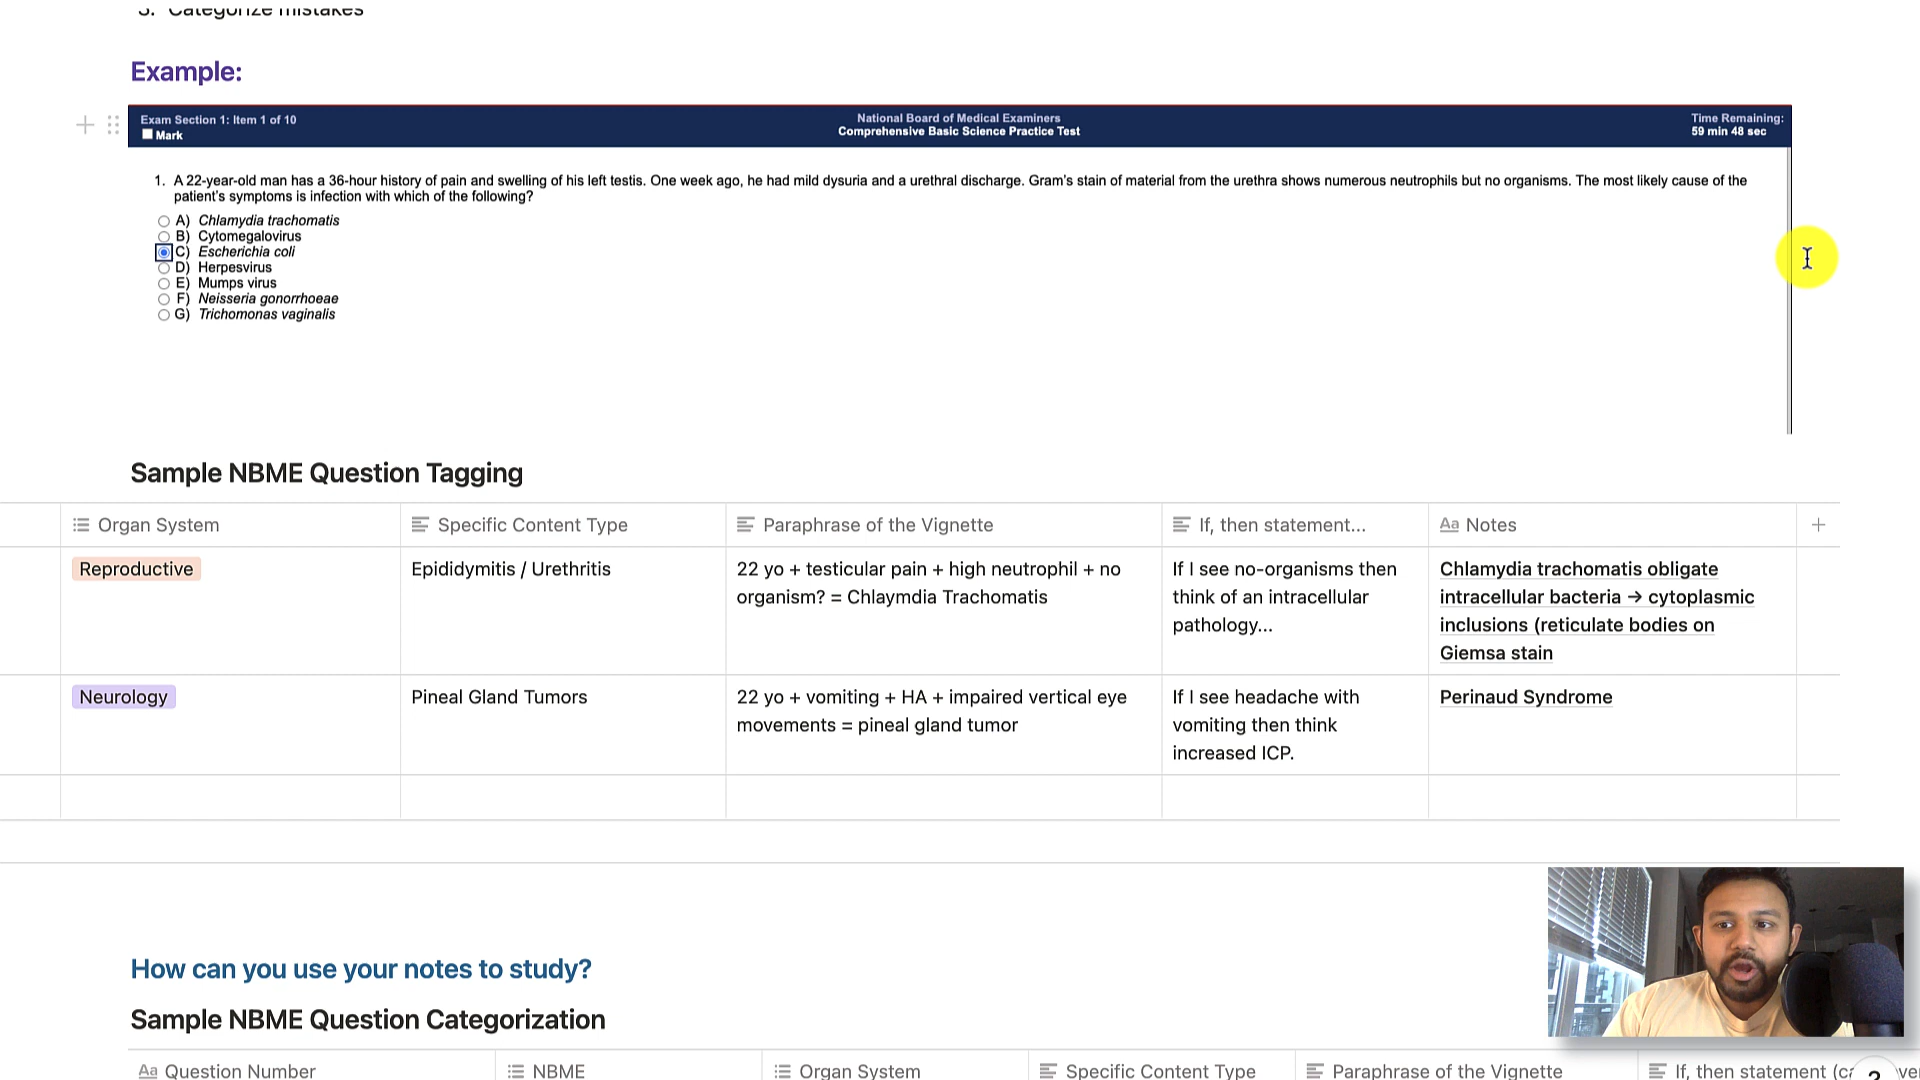 3. Categorize mistakes
Example:
Exam Section 1: Item 1 of 10
Mark
National Board of Medical Examiners
Comprehensive Basic Science Practice Test
Time Remaining:
59 min 48 sec
1. A 22-year-old man has a 36-hour history of pain and swelling of his left testis. One week ago, he had mild dysuria and a urethral discharge. Gram's stain of material from the urethra shows numerous neutrophils but no organisms. The most likely cause of the
patient's symptoms is infection with which of the following?
A) Chlamydia trachomatis
B) Cytomegalovirus
C) Escherichia coli
D) Herpesvirus
E) Mumps virus
F) Neisseria gonorrhoeae
G) Trichomonas vaginalis
Sample NBME Question Tagging
Organ System
Specific Content Type
Paraphrase of the Vignette
If, then statement...
Aa Notes
Reproductive
Epididymitis / Urethritis
22 yo + testicular pain + high neutrophil + no
organism? = Chlaymdia Trachomatis
If I see no-organisms then
think of an intracellular
pathology...
Chlamydia trachomatis obligate
intracellular bacteria → cytoplasmic
inclusions (reticulate bodies on
Giemsa stain
Neurology
Pineal Gland Tumors
22 yo + vomiting + HA + impaired vertical eye
movements = pineal gland tumor
If I see headache with
vomiting then think
increased ICP.
Perinaud Syndrome
How can you use your notes to study?
Sample NBME Question Categorization
Aa Question Number
NBME
Organ System
Specific Content Type
Paraphrase of the Vignette
If, then statement